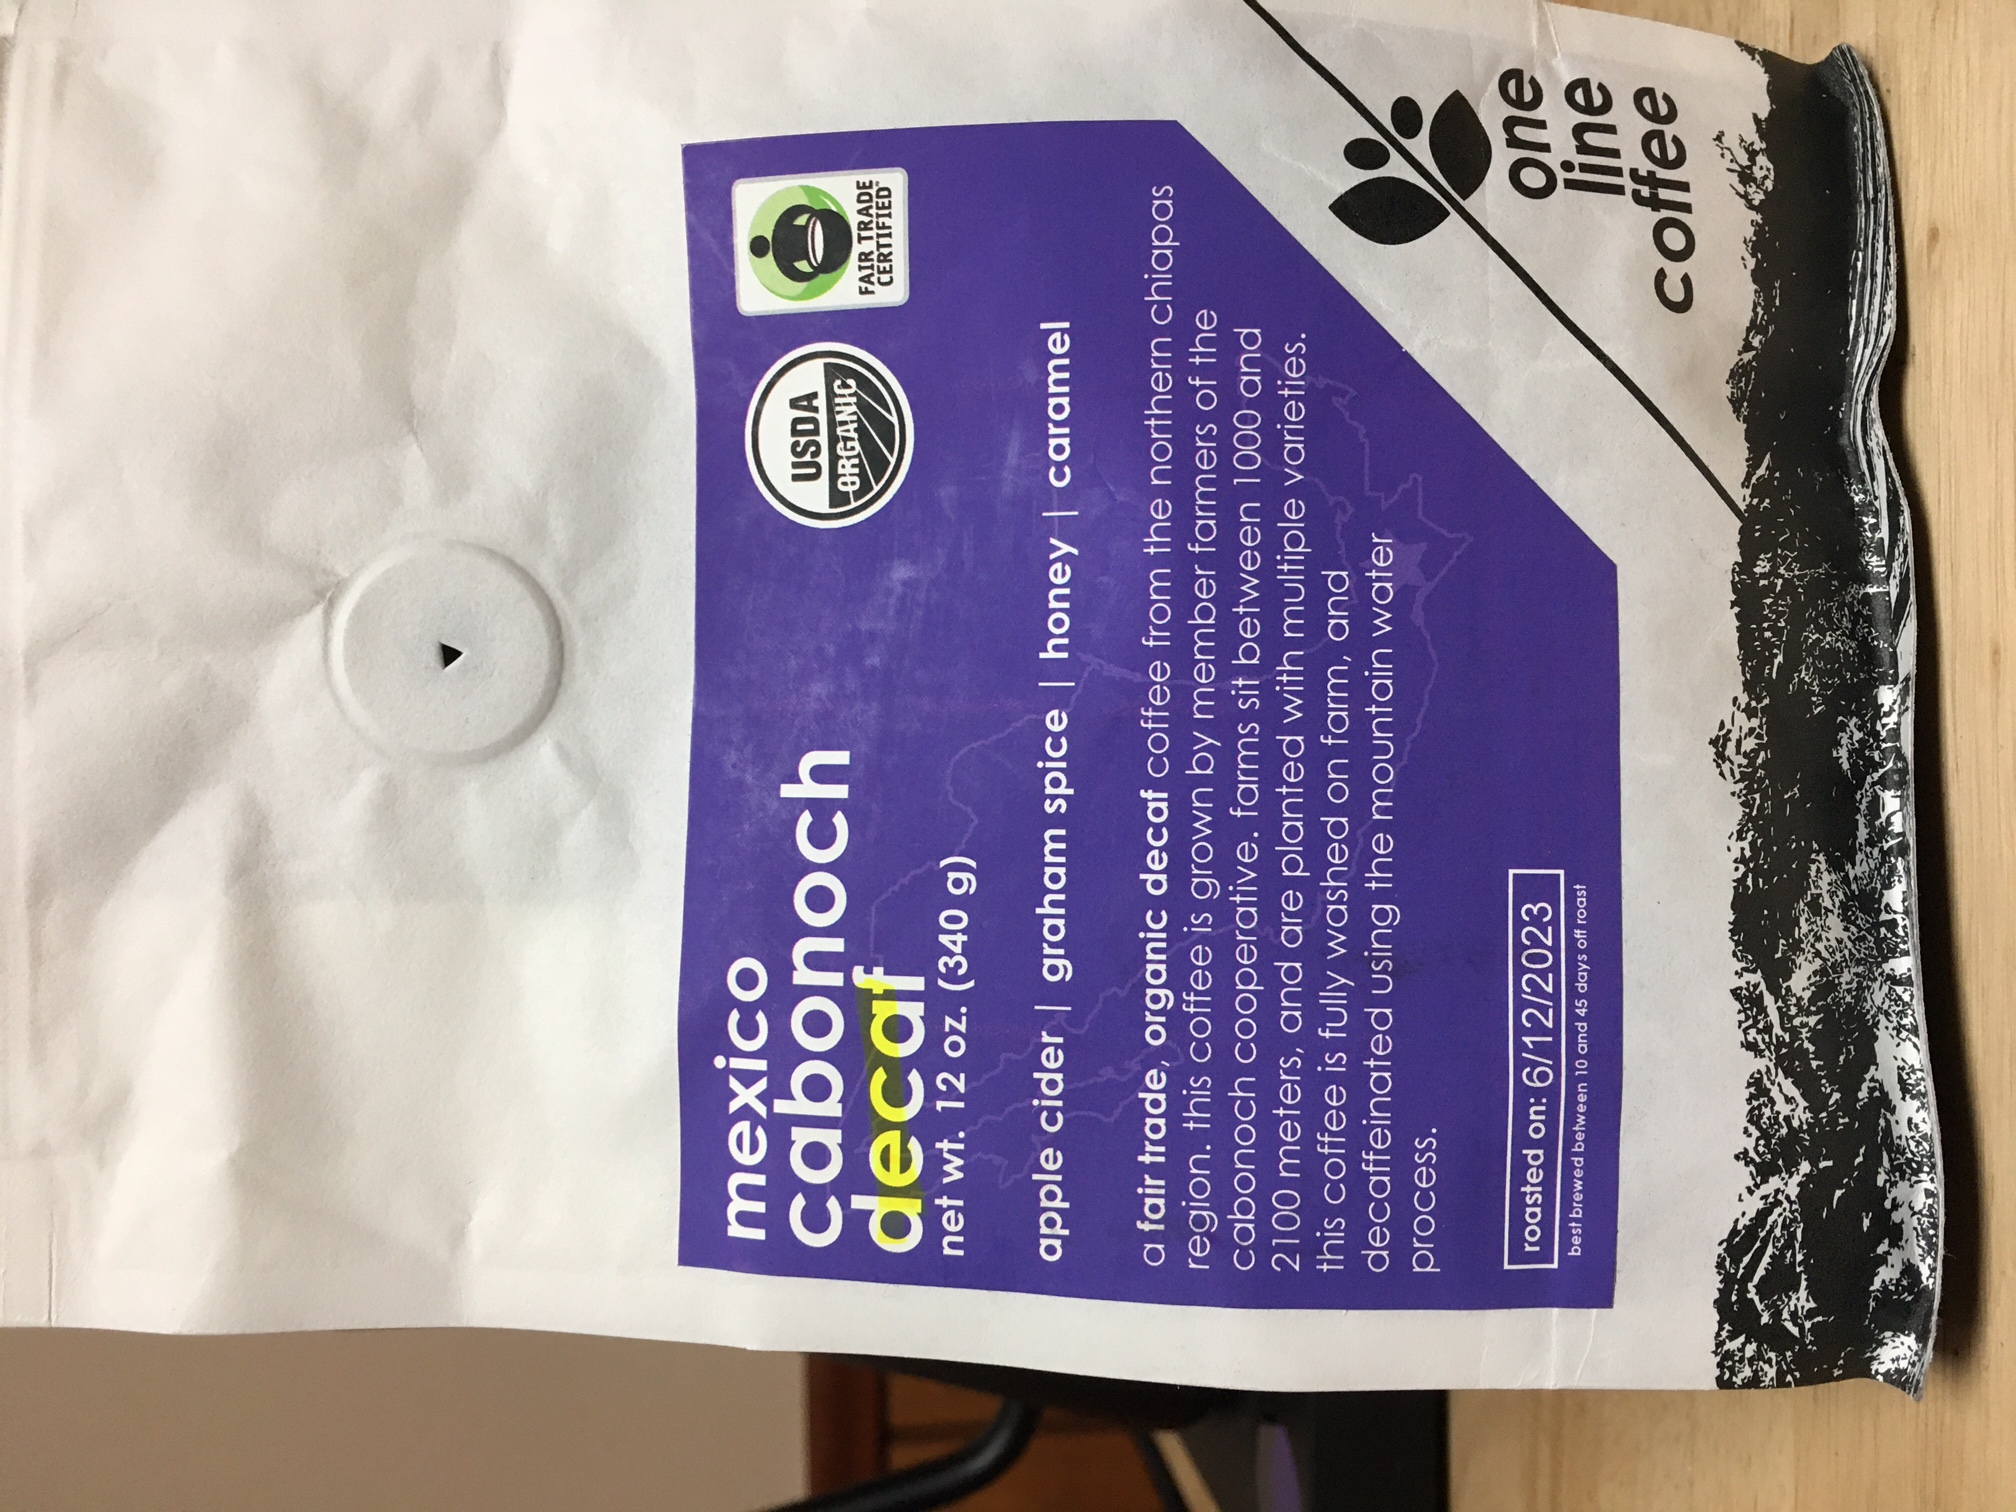 mexico
cabonoch
decaf
net wt. 12 oz. (340 g)
USDA
ORGANIC
FAIR TRADE
CERTIFIED™
apple cider | graham spice | honey | caramel
a fair trade, organic decaf coffee from the northern chiapas
region. this coffee is grown by member farmers of the
cabonoch cooperative. farms sit between 1000 and
2100 meters, and are planted with multiple varieties.
this coffee is fully washed on farm, and
decaffeinated using the mountain water
process.
roasted on: 6/12/2023
best brewed between 10 and 45 days off roast
one
line
coffee